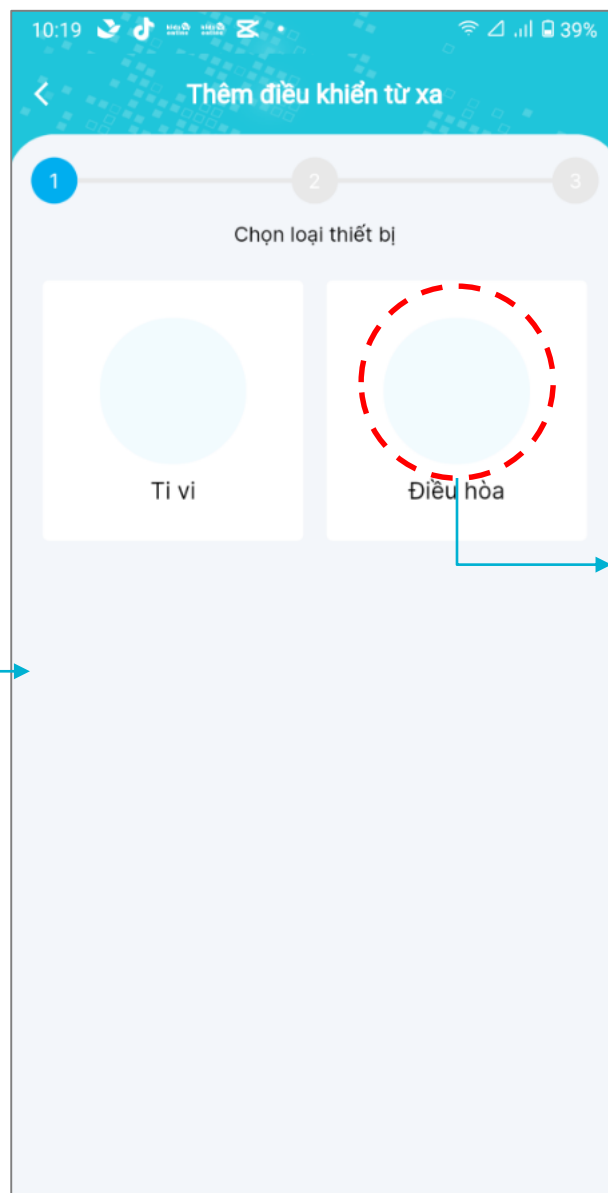 10:19
39%
Thêm điều khiển từ xa
1
2
3
Chọn loại thiết bị
Ti vi
Điều hòa